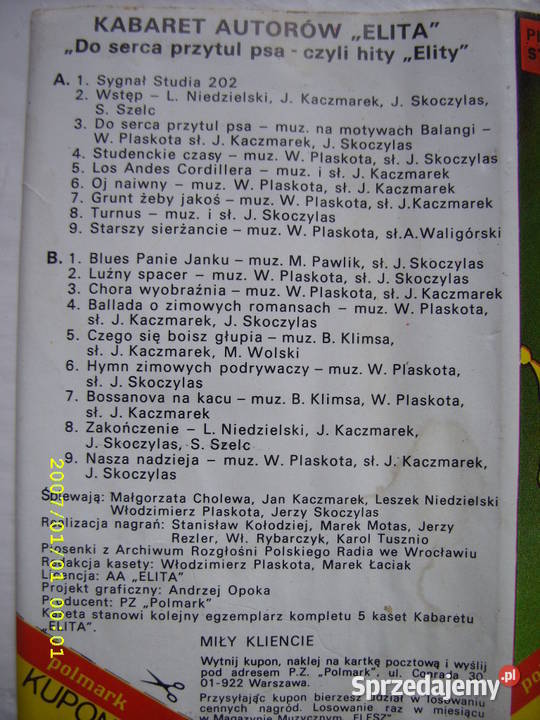 KABARET AUTORÓW „ELITA”
„Do serca przytul psa - czyli hity „Elity”
A. 1. Sygnał Studia 202
2. Wstęp – L. Niedzielski, J. Kaczmarek, J. Skoczylas,
S. Szelc
3. Do serca przytul psa – muz. na motywach Balangi –
W. Plaskota sł. J. Kaczmarek, J. Skoczylas
4. Studenckie czasy – muz. W. Plaskota, sł. J. Skoczylas
5. Los Andes Cordillera – muz. i sł. J. Kaczmarek
6. Oj naiwny – muz. W. Plaskota, sł. J. Kaczmarek
7. Grunt żeby jakoś – muz. W. Plaskota, sł. J.Kaczmarek
8. Turnus – muz. i sł. J. Skoczylas
9. Starszy sierżancie – muz. W. Plaskota, sł.A.Waligórski
B. 1. Blues Panie Janku – muz. M. Pawlik, sł. J.Skoczylas
2. Luźny spacer – muz. W. Plaskota, sł. J. Skoczylas
3. Chora wyobraźnia – muz. W. Plaskota, sł. J.Kaczmarek
4. Ballada o zimowych romansach – muz. W. Plaskota,
sł. J. Kaczmarek, J. Skoczylas
5. Czego się boisz głupia – muz. B. Klimsa,
sł. J. Kaczmarek, M. Wolski
6. Hymn zimowych podrywaczy – muz. W. Plaskota,
sł. J. Skoczylas
7. Bossanova na kacu – muz. B. Klimsa, W. Plaskota,
sł. J. Kaczmarek
8. Zakończenie – L. Niedzielski, J. Kaczmarek,
J. Skoczylas, S. Szelc
9. Nasza nadzieja – muz. W. Plaskota, sł. J. Kaczmarek,
J. Skoczylas
Śpiewają: Małgorzata Cholewa, Jan Kaczmarek, Leszek Niedzielski
Włodzimierz Plaskota, Jerzy Skoczylas
Realizacja nagrań: Stanisław Kołodziej, Marek Motas, Jerzy
Rezler, Wł. Rybarczyk, Karol Tusznio
Piosenki z Archiwum Rozgłośni Polskiego Radia we Wrocławiu
Redakcja kasety: Włodzimierz Plaskota, Marek Łaciak
Licencja: AA „ELITA”
Projekt graficzny: Andrzej Opoka
Producent: PZ „Polmark”
Kaseta stanowi kolejny egzemplarz kompletu 5 kaset Kabaretu
„ELITA”.
MIŁY KLIENCIE
Wytnij kupon, naklej na kartkę pocztową i wyślij
pod adresem P.Z. „Polmark”, ul. Conrada 30
01-922 Warszawa.
Przysyłając kupon bierzesz udział w losowaniu
cennych nagród. Losowanie raz w miesiącu
w Magazynie Muzycznym
polmark
KUPON
2007/01/01 00:01
Sprzedajemy.pl